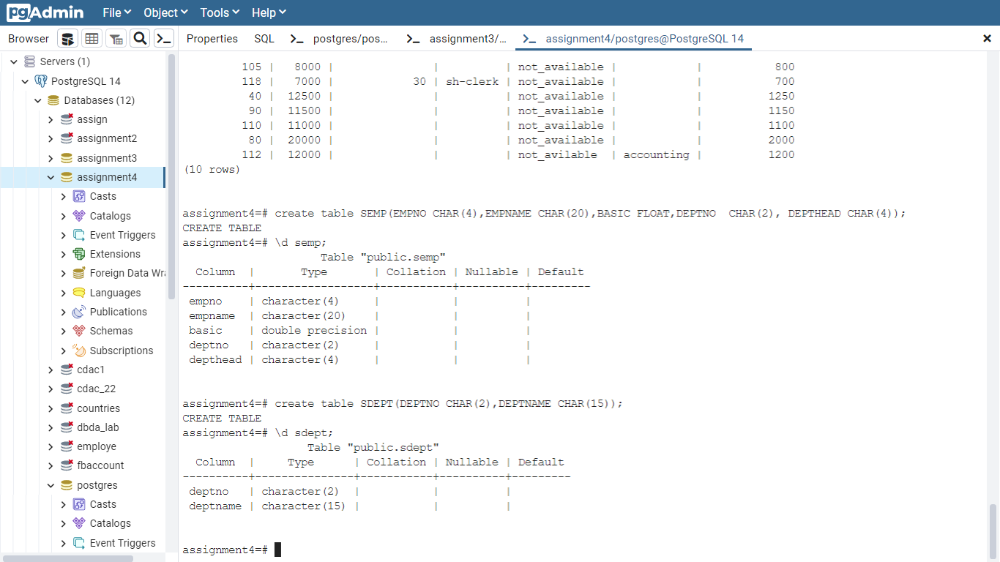 pgAdmin File Object Tools Help
Browser Properties SQL postgres/pos... assignment3/... assignment4/postgres@PostgreSQL 14
Servers (1)
PostgreSQL 14
Databases (12)
assign
assignment2
assignment3
assignment4
Casts
Catalogs
Event Triggers
Extensions
Foreign Data Wra
Languages
Publications
Schemas
Subscriptions
cdac1
cdac_22
countries
dbda_lab
employe
fbaccount
postgres
Casts
Catalogs
Event Triggers
105 | 8000 | | | not_available | | 800
118 | 7000 | 30 | sh-clerk | not_available | | 700
40 | 12500 | | | not_available | | 1250
90 | 11500 | | | not_available | | 1150
110 | 11000 | | | not_available | | 1100
80 | 20000 | | | not_available | | 2000
112 | 12000 | | | not_avilable | accounting | 1200
(10 rows)
assignment4=# create table SEMP(EMPNO CHAR(4),EMPNAME CHAR(20),BASIC FLOAT,DEPTNO  CHAR(2), DEPTHEAD CHAR(4));
CREATE TABLE
assignment4=# \d semp;
Table "public.semp"
Column | Type | Collation | Nullable | Default
----------+------------------+-----------+----------+---------
empno | character(4) | | |
empname | character(20) | | |
basic | double precision | | |
deptno | character(2) | | |
depthead | character(4) | | |
assignment4=# create table SDEPT(DEPTNO CHAR(2),DEPTNAME CHAR(15));
CREATE TABLE
assignment4=# \d sdept;
Table "public.sdept"
Column | Type | Collation | Nullable | Default
----------+---------------+-----------+----------+---------
deptno | character(2) | | |
deptname | character(15) | | |
assignment4=#